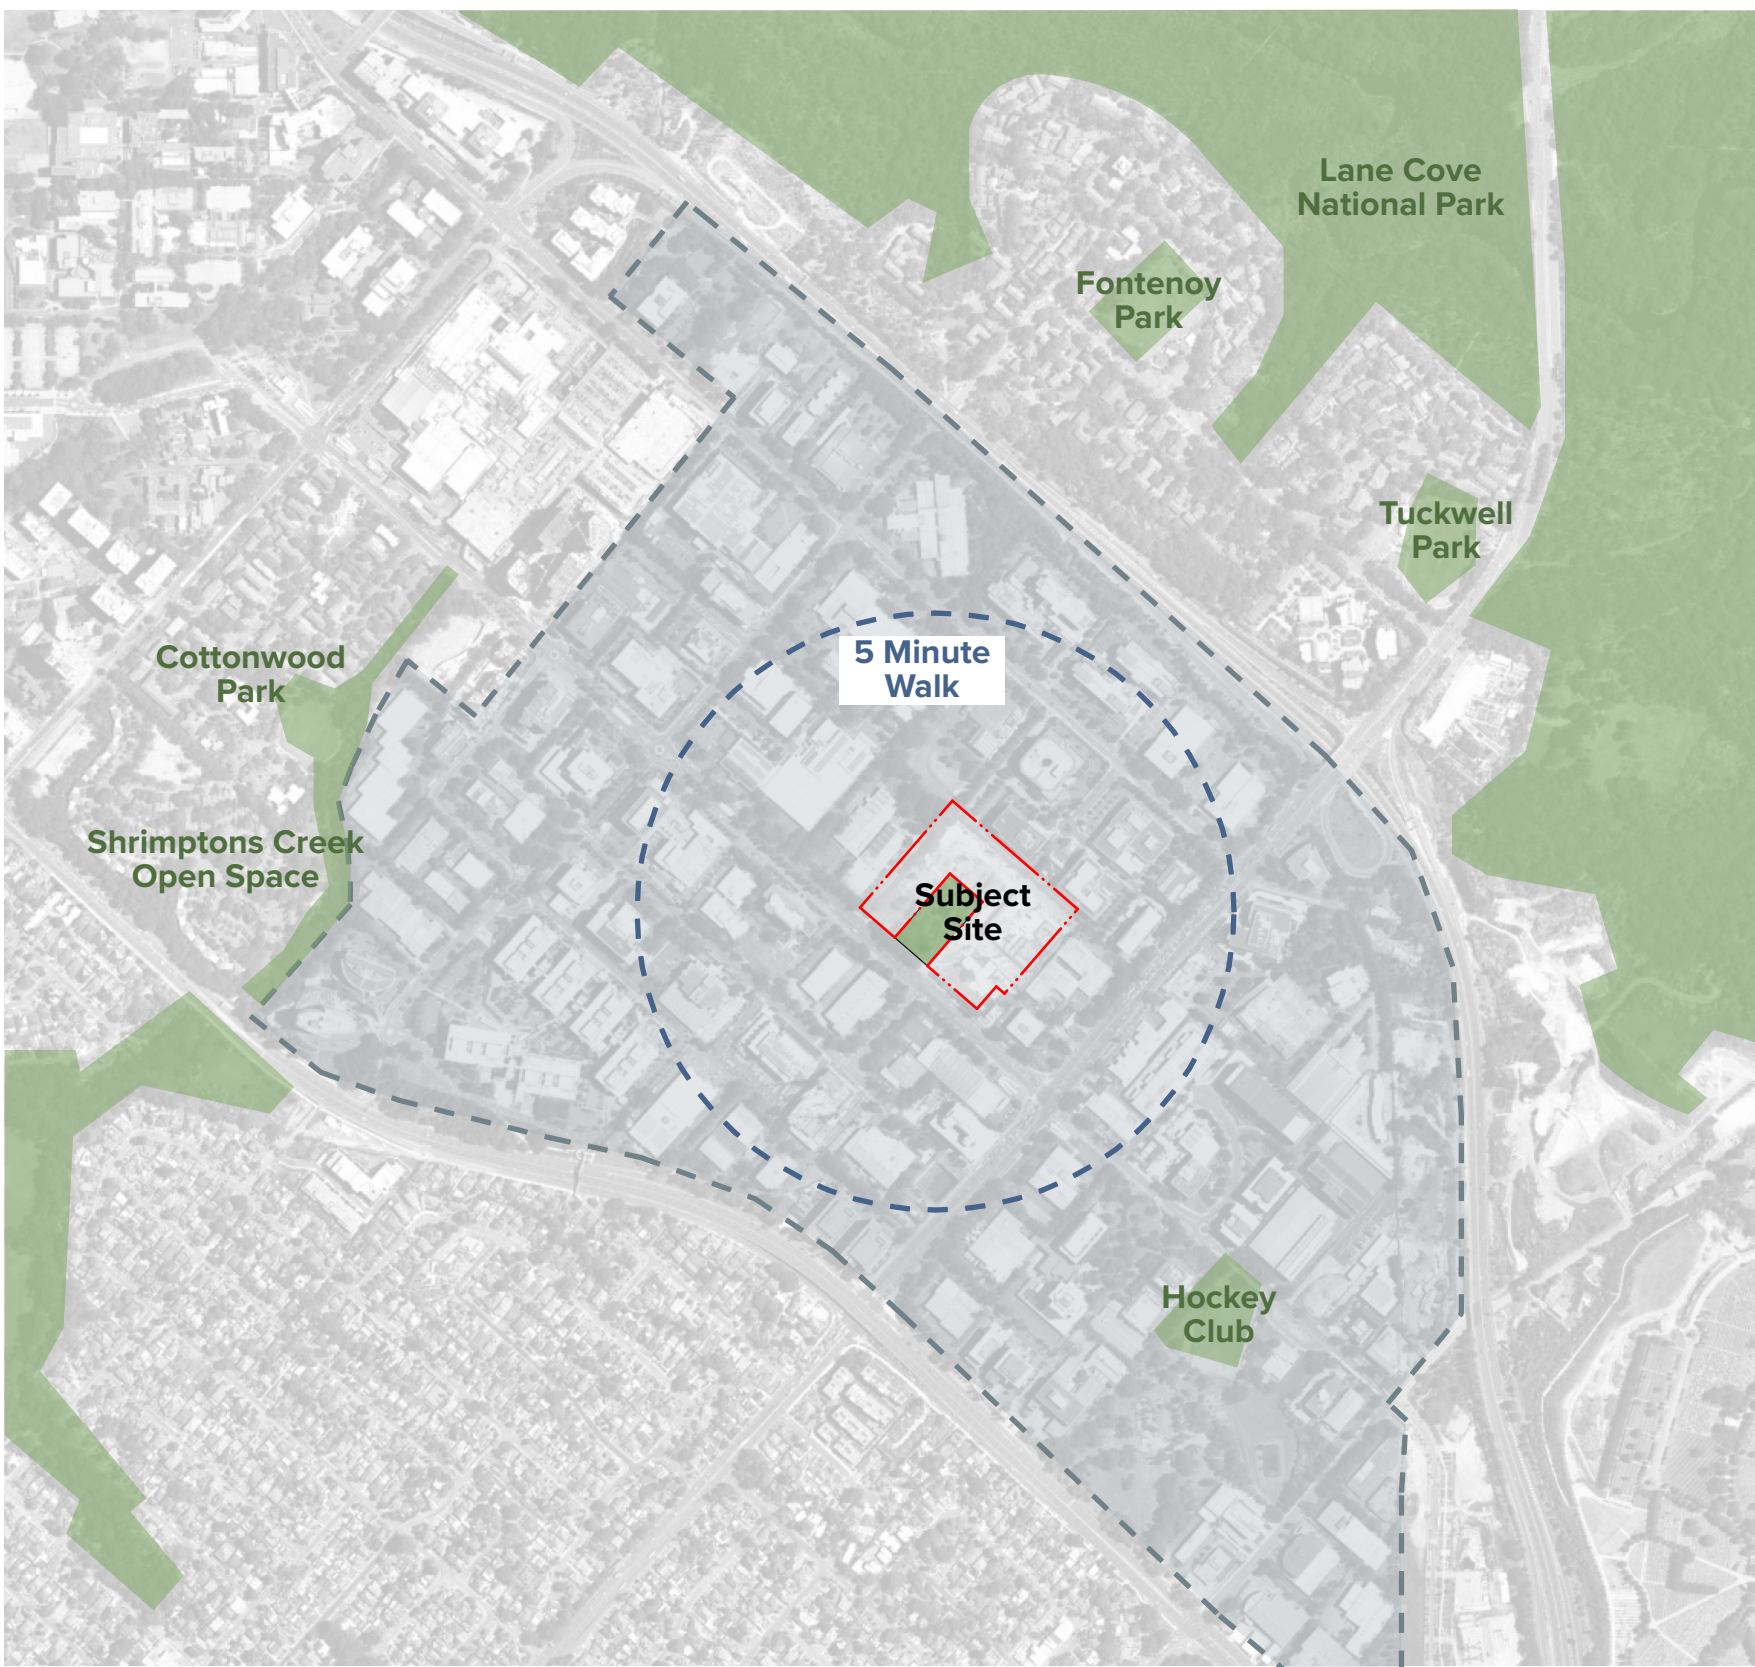 Lane Cove
National Park
Fontenoy
Park
Tuckwell
Park
5 Minute
Walk
Cottonwood
Park
Shrimptons Creek
Open Space
Subject
Site
Hockey
Club